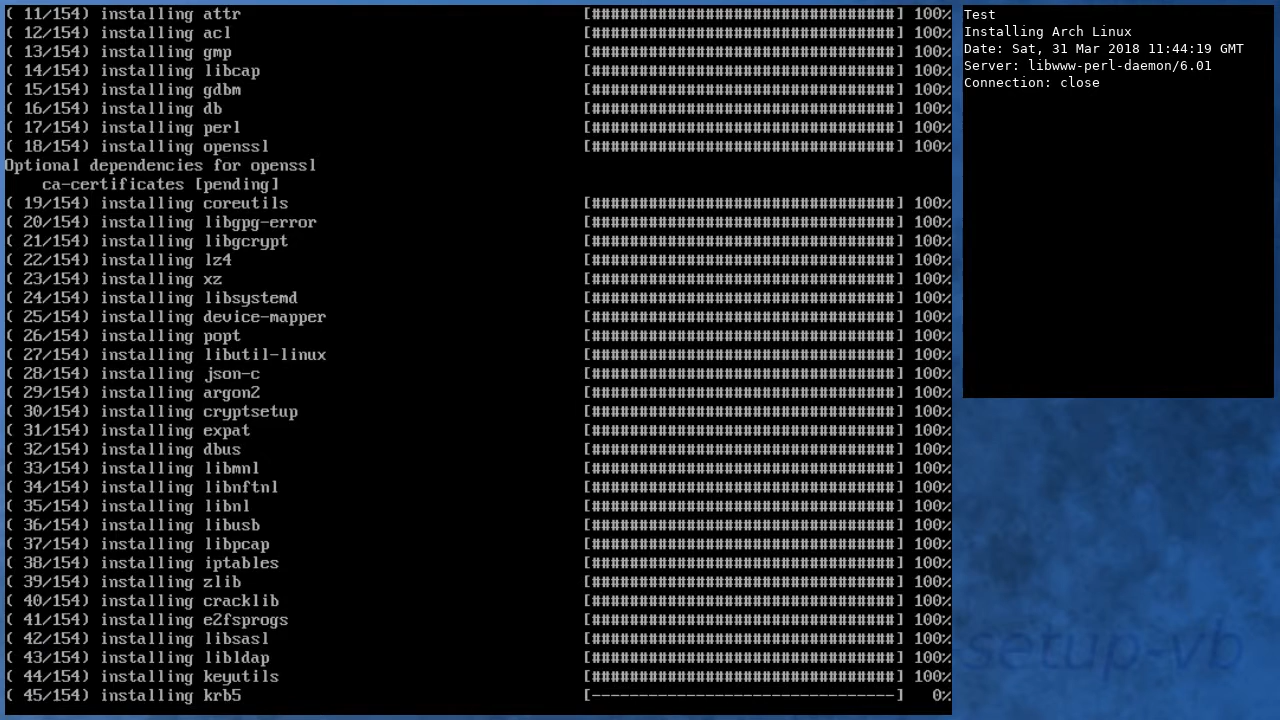 ( 11/154) installing attr [################################] 100%
( 12/154) installing acl [################################] 100%
( 13/154) installing gmp [################################] 100%
( 14/154) installing libcap [################################] 100%
( 15/154) installing gdbm [################################] 100%
( 16/154) installing db [################################] 100%
( 17/154) installing perl [################################] 100%
( 18/154) installing openssl [################################] 100%
Optional dependencies for openssl
    ca-certificates [pending]
( 19/154) installing coreutils [################################] 100%
( 20/154) installing libgpg-error [################################] 100%
( 21/154) installing libgcrypt [################################] 100%
( 22/154) installing lz4 [################################] 100%
( 23/154) installing xz [################################] 100%
( 24/154) installing libsystemd [################################] 100%
( 25/154) installing device-mapper [################################] 100%
( 26/154) installing popt [################################] 100%
( 27/154) installing libutil-linux [################################] 100%
( 28/154) installing json-c [################################] 100%
( 29/154) installing argon2 [################################] 100%
( 30/154) installing cryptsetup [################################] 100%
( 31/154) installing expat [################################] 100%
( 32/154) installing dbus [################################] 100%
( 33/154) installing libmnl [################################] 100%
( 34/154) installing libnftnl [################################] 100%
( 35/154) installing libnl [################################] 100%
( 36/154) installing libusb [################################] 100%
( 37/154) installing libpcap [################################] 100%
( 38/154) installing iptables [################################] 100%
( 39/154) installing zlib [################################] 100%
( 40/154) installing cracklib [################################] 100%
( 41/154) installing e2fsprogs [################################] 100%
( 42/154) installing libsasl [################################] 100%
( 43/154) installing libldap [################################] 100%
( 44/154) installing keyutils [################################] 100%
( 45/154) installing krb5 [--------------------------------] 0%
Test
Installing Arch Linux
Date: Sat, 31 Mar 2018 11:44:19 GMT
Server: libwww-perl-daemon/6.01
Connection: close
setup-vb